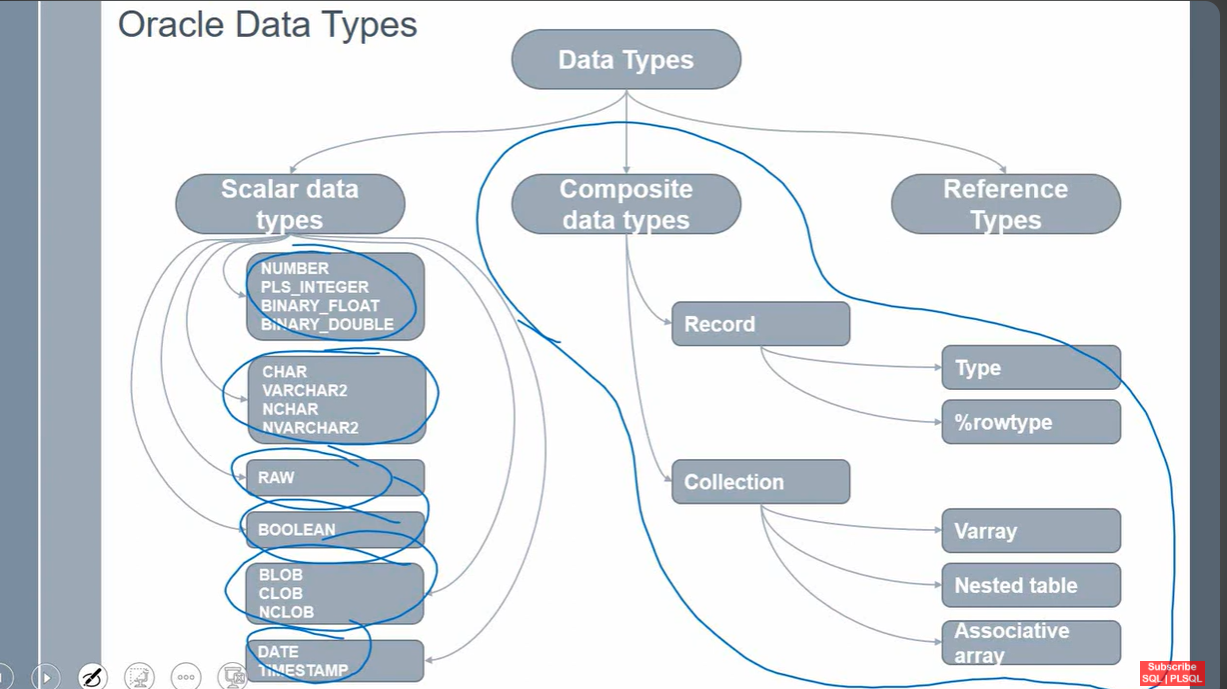 Oracle Data Types
Data Types
Scalar data
types
Composite
data types
Reference
Types
NUMBER
PLS_INTEGER
BINARY_FLOAT
BINARY_DOUBLE
CHAR
VARCHAR2
NCHAR
NVARCHAR2
RAW
BOOLEAN
BLOB
CLOB
NCLOB
DATE
TIMESTAMP
Record
Type
%rowtype
Collection
Varray
Nested table
Associative
array
Subscribe
SQL | PLSQL